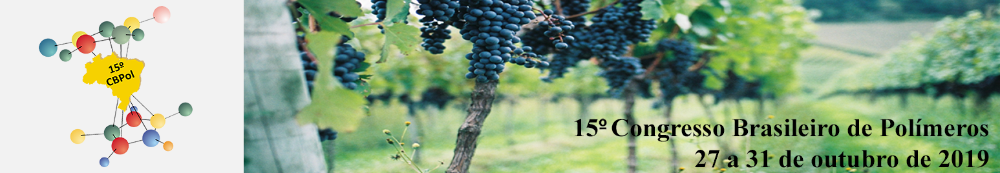 15º
CBPol
15º Congresso Brasileiro de Polímeros
27 a 31 de outubro de 2019